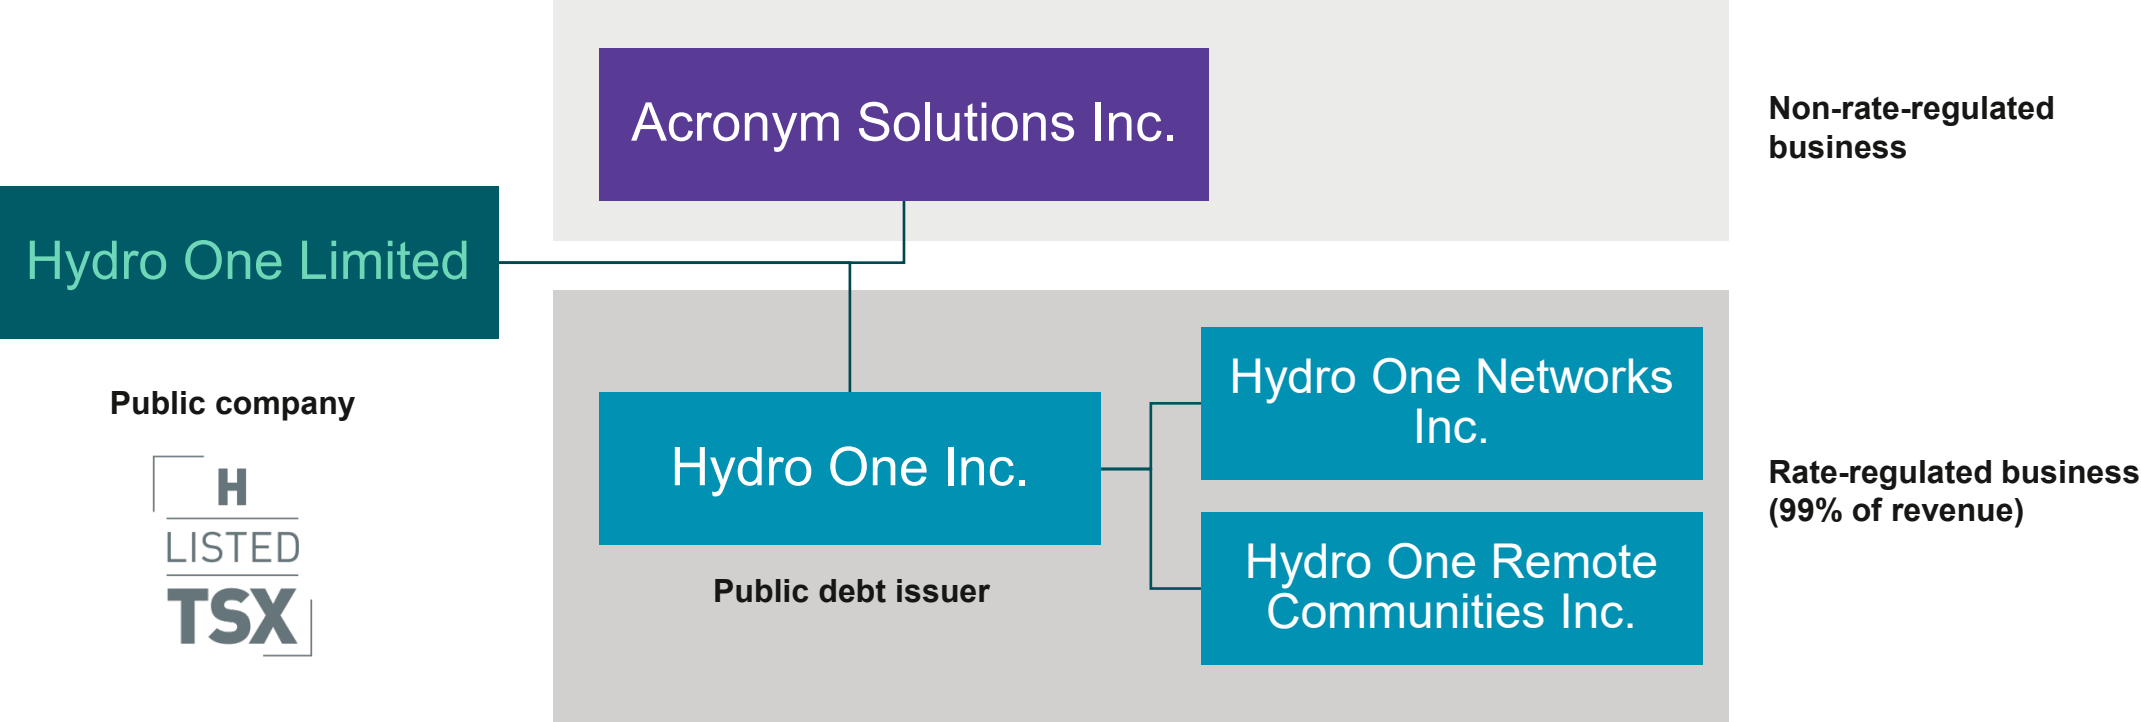 Acronym Solutions Inc.
Non-rate-regulated
business
Hydro One Limited
Public company
H
LISTED
TSX
Hydro One Inc.
Public debt issuer
Hydro One Networks
Inc.
Hydro One Remote
Communities Inc.
Rate-regulated business
(99% of revenue)